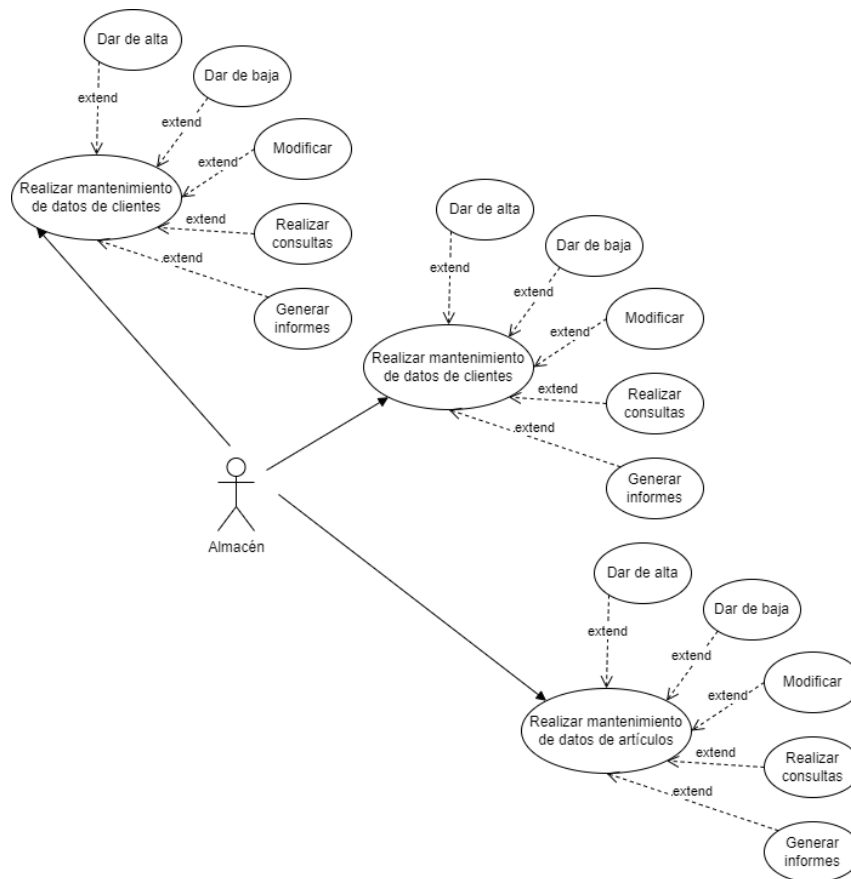 Dar de alta
extend
Dar de baja
extend
Modificar
extend
Realizar mantenimiento
de datos de clientes
extend
Realizar
consultas
extend
Generar
informes
Dar de alta
extend
Dar de baja
extend
Modificar
extend
Realizar mantenimiento
de datos de clientes
extend
Realizar
consultas
extend
Generar
informes
Almacén
Dar de alta
extend
Dar de baja
extend
Modificar
extend
Realizar mantenimiento
de datos de artículos
extend
Realizar
consultas
extend
Generar
informes